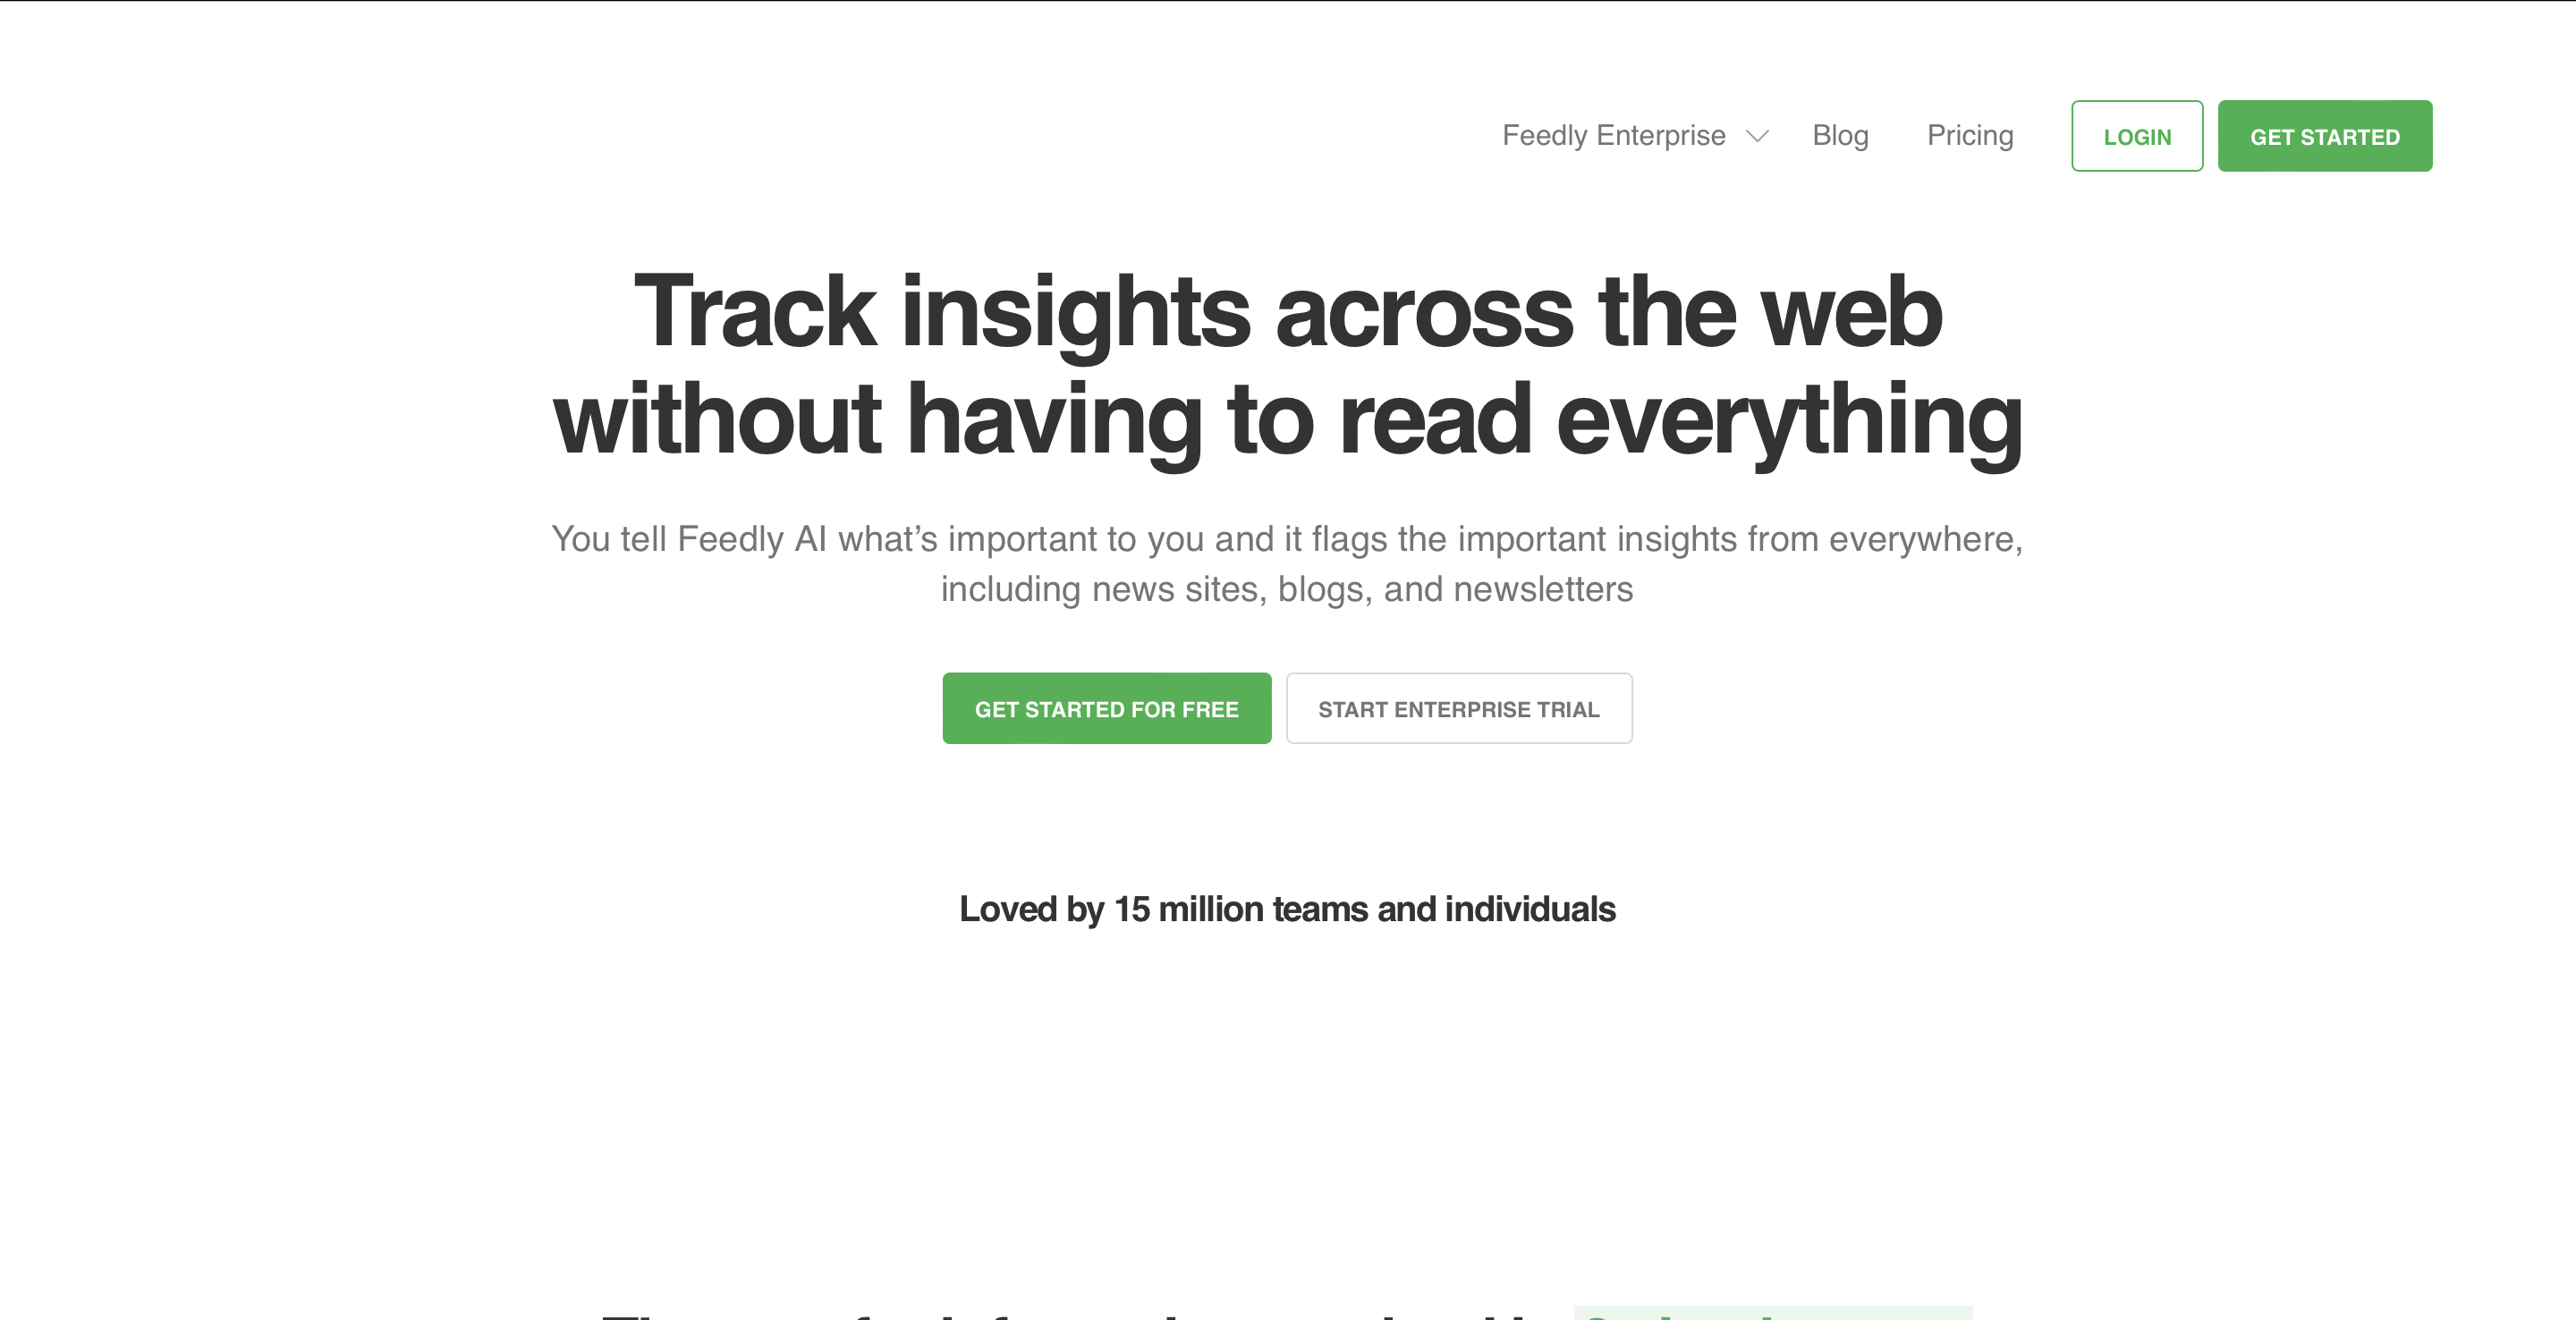 Feedly Enterprise Blog Pricing LOGIN GET STARTED
Track insights across the web
without having to read everything
You tell Feedly AI what’s important to you and it flags the important insights from everywhere,
including news sites, blogs, and newsletters
GET STARTED FOR FREE START ENTERPRISE TRIAL
Loved by 15 million teams and individuals